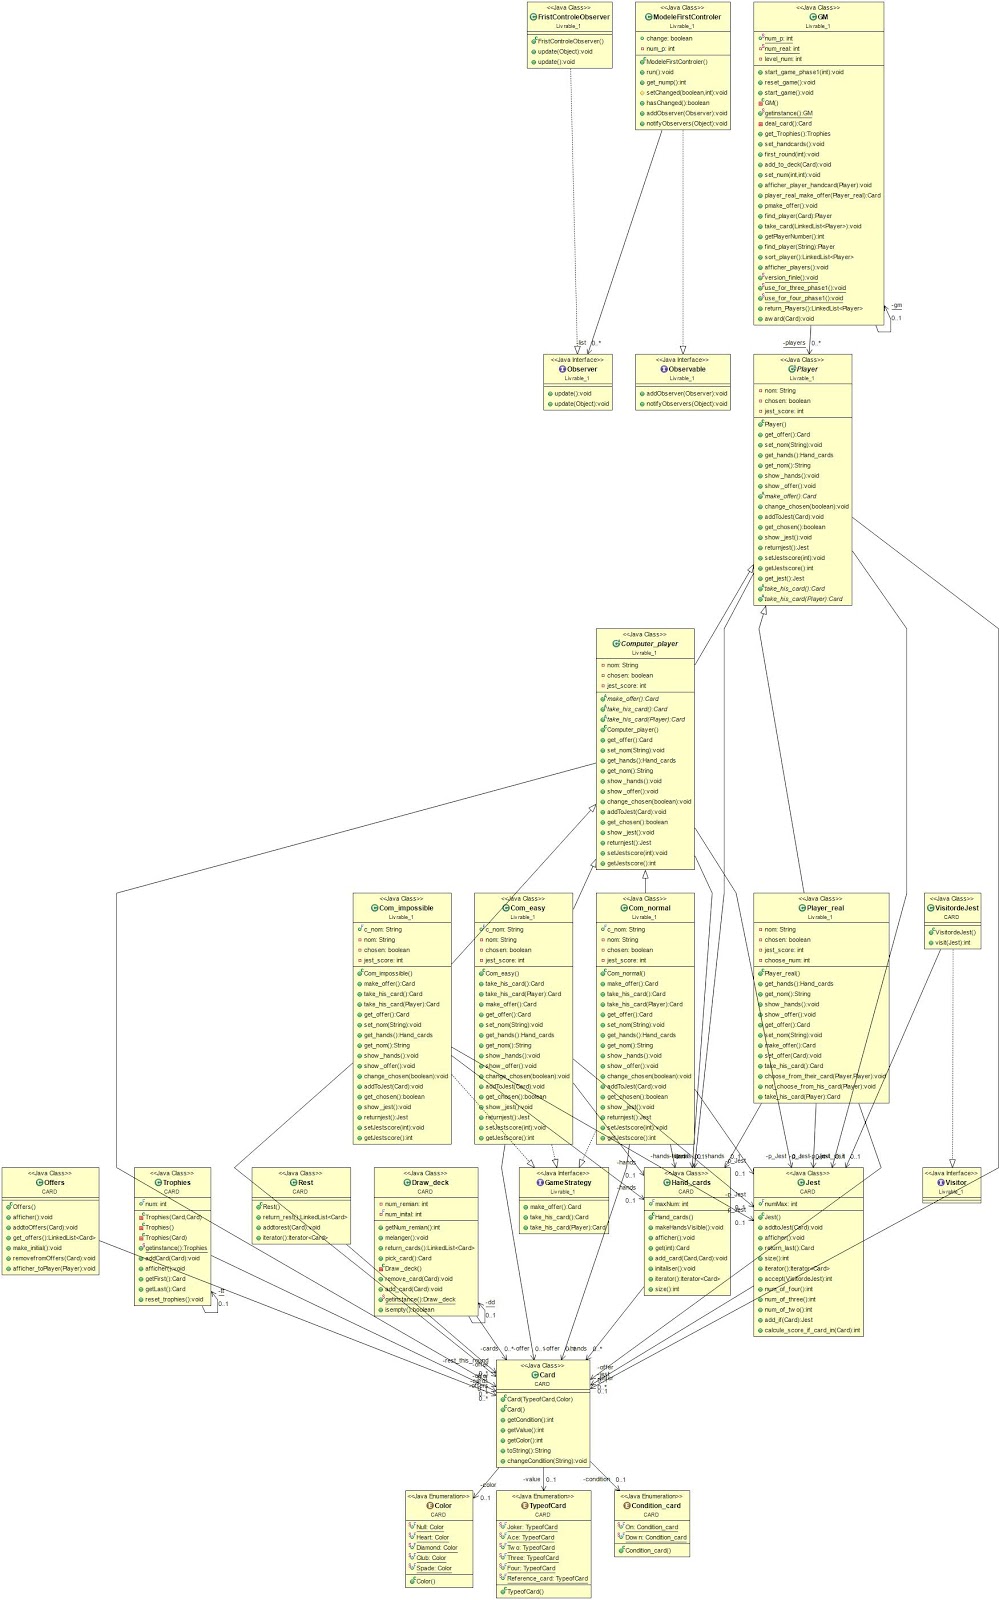 <<Java Class>>
FristControleObserver
Livrable_1
FristControleObserver()
update(Object):void
update():void
<<Java Class>>
ModeleFirstControler
Livrable_1
change: boolean
num_p: int
ModeleFirstControler()
run():void
get_nump():int
setChanged(boolean,int):void
hasChanged():boolean
addObserver(Observer):void
notifyObservers(Object):void
<<Java Class>>
GM
Livrable_1
num_p: int
num_real: int
level_num: int
start_game_phase1(int):void
reset_game():void
start_game():void
GM()
getinstance():GM
deal_card():Card
get_Trophies():Trophies
set_handcards():void
first_round(int):void
add_to_deck(Card):void
set_num(int,int):void
afficher_player_handcard(Player):void
player_real_make_offer(Player_real):Card
pmake_offer():void
find_player(Card):Player
take_card(LinkedList<Player>):void
getPlayerNumber():int
find_player(String):Player
sort_player():LinkedList<Player>
afficher_players():void
version_finle():void
use_for_three_phase1():void
use_for_four_phase1():void
return_Players():LinkedList<Player>
award(Card):void
-gm
0..1
-list 0..*
-players 0..*
<<Java Interface>>
Observer
Livrable_1
update():void
update(Object):void
<<Java Interface>>
Observable
Livrable_1
addObserver(Observer):void
notifyObservers(Object):void
<<Java Class>>
Player
Livrable_1
nom: String
chosen: boolean
jest_score: int
Player()
get_offer():Card
set_nom(String):void
get_hands():Hand_cards
get_nom():String
show_hands():void
show_offer():void
make_offer():Card
change_chosen(boolean):void
addToJest(Card):void
get_chosen():boolean
show_jest():void
returnjest():Jest
setJestscore(int):void
getJestscore():int
get_jest():Jest
take_his_card():Card
take_his_card(Player):Card
<<Java Class>>
Computer_player
Livrable_1
nom: String
chosen: boolean
jest_score: int
make_offer():Card
take_his_card():Card
take_his_card(Player):Card
Computer_player()
get_offer():Card
set_nom(String):void
get_hands():Hand_cards
get_nom():String
show_hands():void
show_offer():void
change_chosen(boolean):void
addToJest(Card):void
get_chosen():boolean
show_jest():void
returnjest():Jest
setJestscore(int):void
getJestscore():int
<<Java Class>>
Com_impossible
Livrable_1
c_nom: String
nom: String
chosen: boolean
jest_score: int
Com_impossible()
make_offer():Card
take_his_card():Card
take_his_card(Player):Card
get_offer():Card
set_nom(String):void
get_hands():Hand_cards
get_nom():String
show_hands():void
show_offer():void
change_chosen(boolean):void
addToJest(Card):void
get_chosen():boolean
show_jest():void
returnjest():Jest
setJestscore(int):void
getJestscore():int
<<Java Class>>
Com_easy
Livrable_1
c_nom: String
nom: String
chosen: boolean
jest_score: int
Com_easy()
take_his_card():Card
take_his_card(Player):Card
make_offer():Card
get_offer():Card
set_nom(String):void
get_hands():Hand_cards
get_nom():String
show_hands():void
show_offer():void
change_chosen(boolean):void
addToJest(Card):void
get_chosen():boolean
show_jest():void
returnjest():Jest
setJestscore(int):void
getJestscore():int
<<Java Class>>
Com_normal
Livrable_1
c_nom: String
nom: String
chosen: boolean
jest_score: int
Com_normal()
make_offer():Card
take_his_card():Card
take_his_card(Player):Card
get_offer():Card
set_nom(String):void
get_hands():Hand_cards
get_nom():String
show_hands():void
show_offer():void
change_chosen(boolean):void
addToJest(Card):void
get_chosen():boolean
show_jest():void
returnjest():Jest
setJestscore(int):void
getJestscore():int
<<Java Class>>
Player_real
Livrable_1
nom: String
chosen: boolean
jest_score: int
choose_num: int
Player_real()
get_hands():Hand_cards
get_nom():String
show_hands():void
show_offer():void
get_offer():Card
set_nom(String):void
make_offer():Card
set_offer(Card):void
take_his_card():Card
choose_from_their_card(Player,Player):void
not_choose_from_his_card(Player):void
take_his_card(Player):Card
<<Java Class>>
VisitordeJest
CARD
VisitordeJest()
visit(Jest):int
<<Java Class>>
Offers
CARD
Offers()
afficher():void
addtoOffers(Card):void
get_offers():LinkedList<Card>
make_initial():void
removefromOffers(Card):void
afficher_toPlayer(Player):void
<<Java Class>>
Trophies
CARD
num: int
Trophies(Card,Card)
Trophies()
Trophies(Card)
getinstance():Trophies
addCard(Card):void
afficher():void
getFirst():Card
getLast():Card
reset_trophies():void
0..1
<<Java Class>>
Rest
CARD
Rest()
return_rest():LinkedList<Card>
addtorest(Card):void
iterator():Iterator<Card>
<<Java Class>>
Draw_deck
CARD
num_remian: int
num_inital: int
getNum_remian():int
melanger():void
return_cards():LinkedList<Card>
pick_card():Card
Draw_deck()
remove_card(Card):void
add_card(Card):void
getinstance():Draw_deck
isempty():boolean
-dd
0..1
<<Java Interface>>
GameStrategy
Livrable_1
make_offer():Card
take_his_card():Card
take_his_card(Player):Card
-hands
0..1
-hands
0..1
<<Java Class>>
Hand_cards
CARD
maxNum: int
Hand_cards()
makeHandsVisible():void
afficher():void
get(int):Card
add_card(Card,Card):void
initaliser():void
iterator():Iterator<Card>
size():int
-p_Jest
0..1
-p_Jest
0..1
<<Java Class>>
Jest
CARD
numMax: int
Jest()
addtoJest(Card):void
afficher():void
return_last():Card
size():int
iterator():Iterator<Card>
accept(VisitordeJest):int
num_of_four():int
num_of_three():int
num_of_two():int
add_if(Card):Jest
calcule_score_if_card_in(Card):int
<<Java Interface>>
Visitor
Livrable_1
-rest_this_round
-cards 0..*
-offer
-offer
0..*
-offer
0..1
<<Java Class>>
Card
CARD
Card(TypeofCard,Color)
Card()
getCondition():int
getValue():int
getColor():int
toString():String
changeCondition(String):void
-color
0..1
-value 0..1
-condition 0..1
<<Java Enumeration>>
Color
CARD
Null: Color
Heart: Color
Diamond: Color
Club: Color
Spade: Color
Color()
<<Java Enumeration>>
TypeofCard
CARD
Joker: TypeofCard
Ace: TypeofCard
Two: TypeofCard
Three: TypeofCard
Four: TypeofCard
Reference_card: TypeofCard
TypeofCard()
<<Java Enumeration>>
Condition_card
CARD
On: Condition_card
Down: Condition_card
Condition_card()